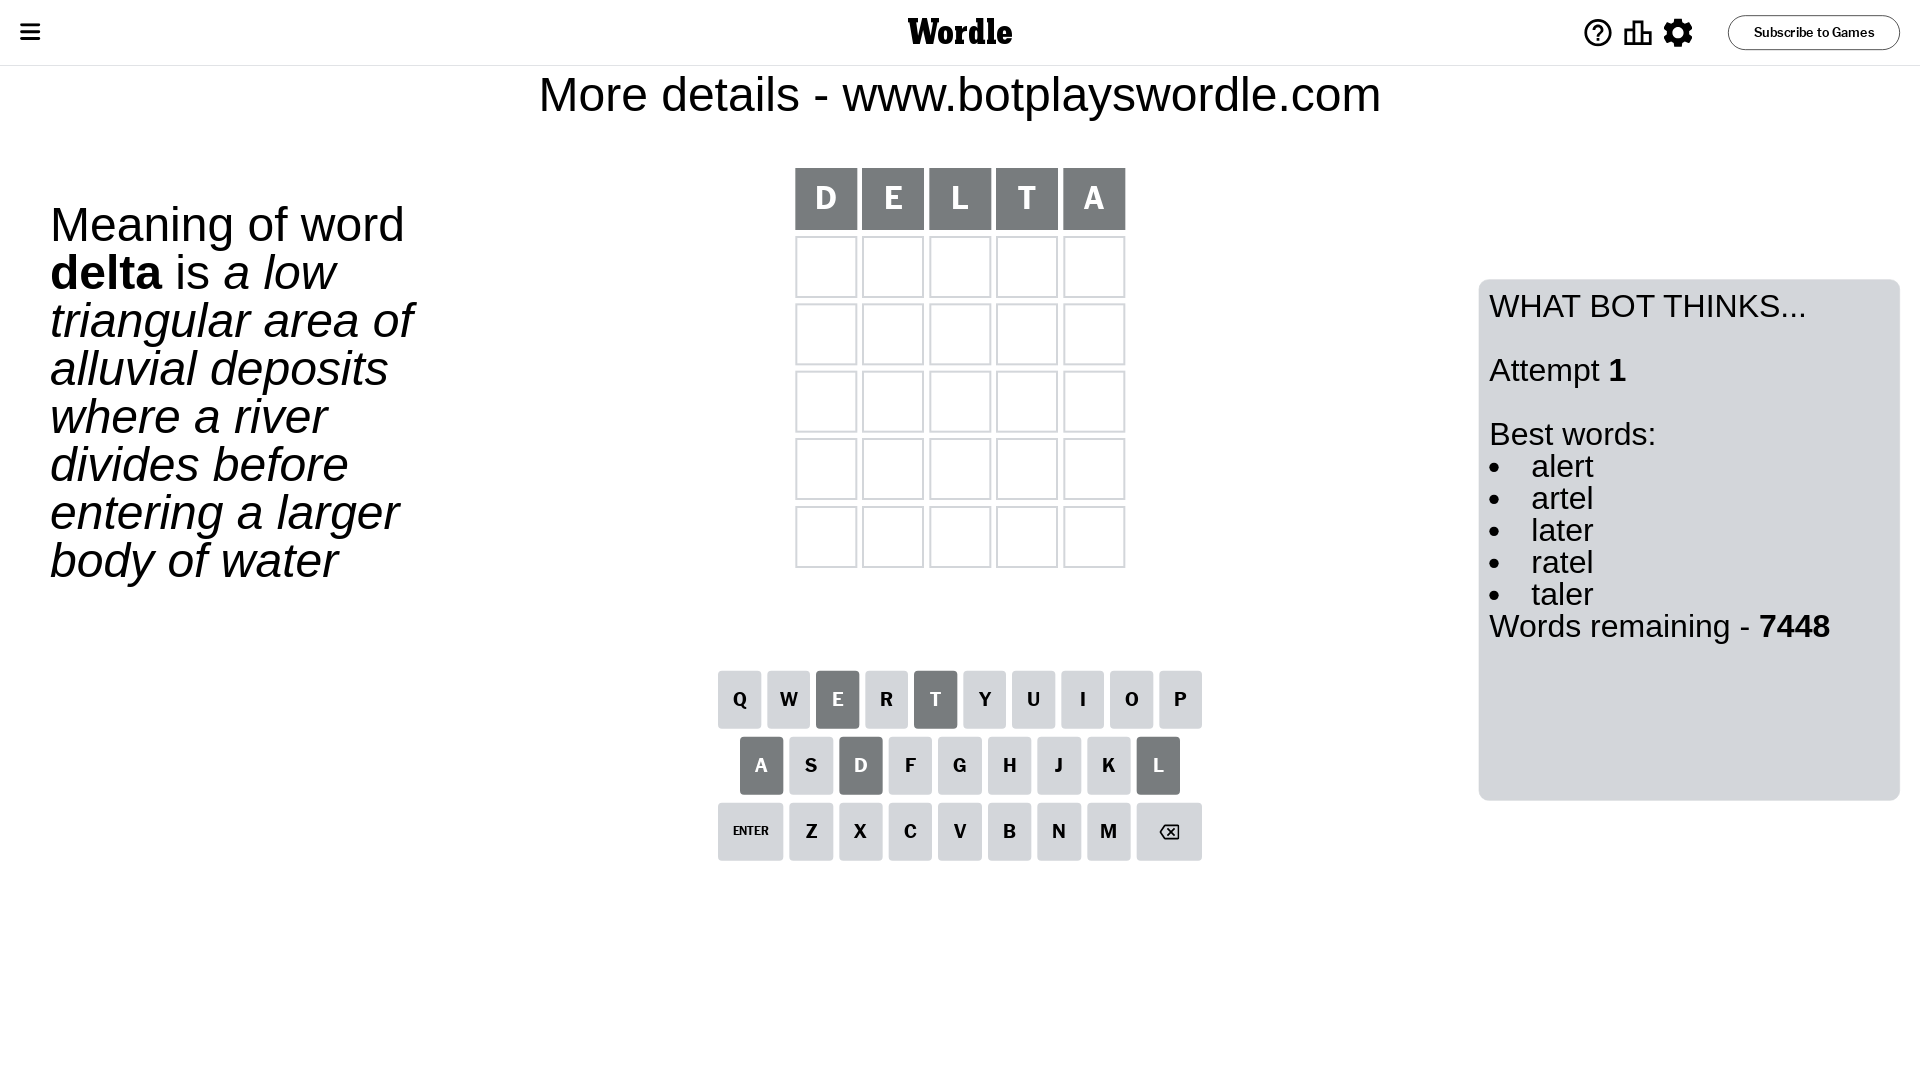 Wordle
Subscribe to Games
More details - www.botplayswordle.com
Meaning of word
delta is a low
triangular area of
alluvial deposits
where a river
divides before
entering a larger
body of water
D E L T A
WHAT BOT THINKS...
Attempt 1
Best words:
• alert
• artel
• later
• ratel
• taler
Words remaining - 7448
Q W E R T Y U I O P
A S D F G H J K L
ENTER Z X C V B N M